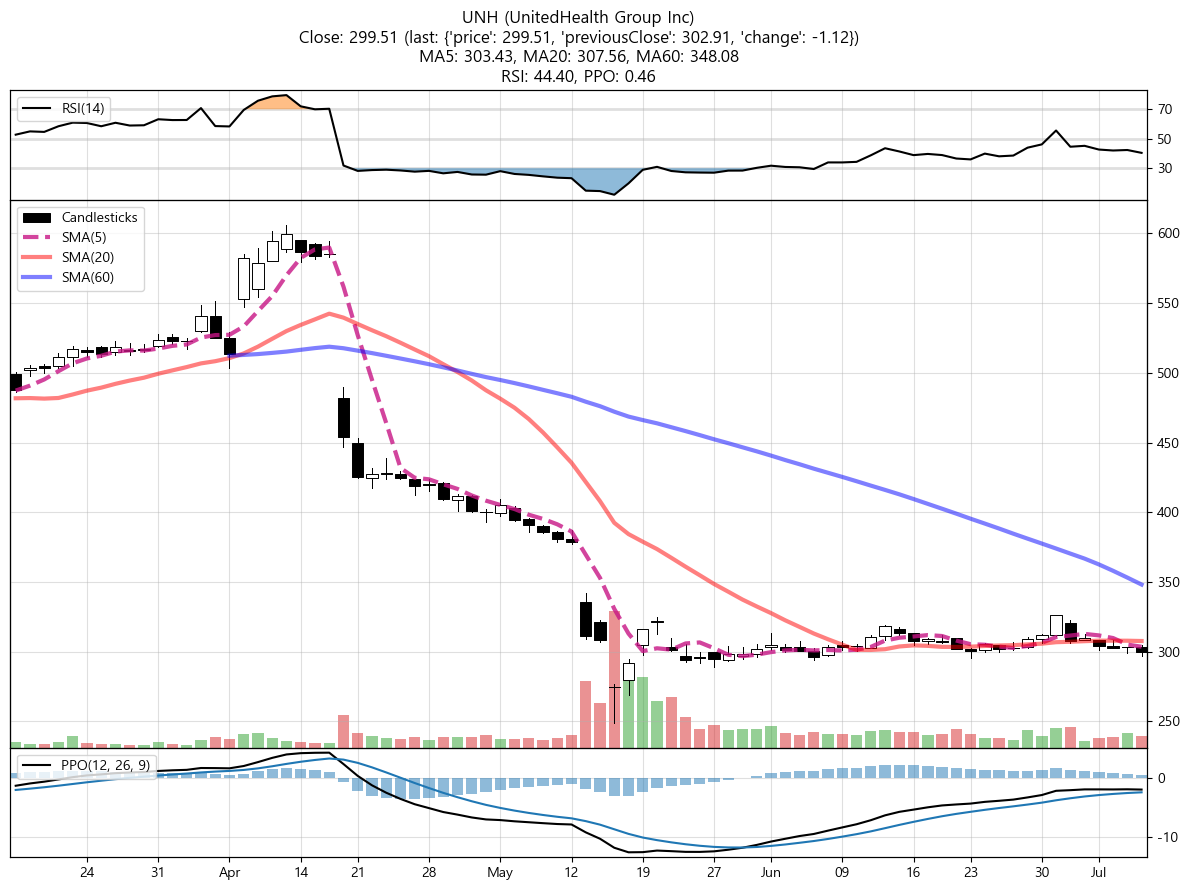 UNH (UnitedHealth Group Inc)
Close: 299.51 (last: {'price': 299.51, 'previousClose': 302.91, 'change': -1.12})
MA5: 303.43, MA20: 307.56, MA60: 348.08
RSI: 44.40, PPO: 0.46
RSI(14)
70
50
30
Candlesticks
SMA(5)
SMA(20)
SMA(60)
600
550
500
450
400
350
300
250
PPO(12, 26, 9)
0
-10
24
31
Apr
14
21
28
May
12
19
27
Jun
09
16
23
30
Jul